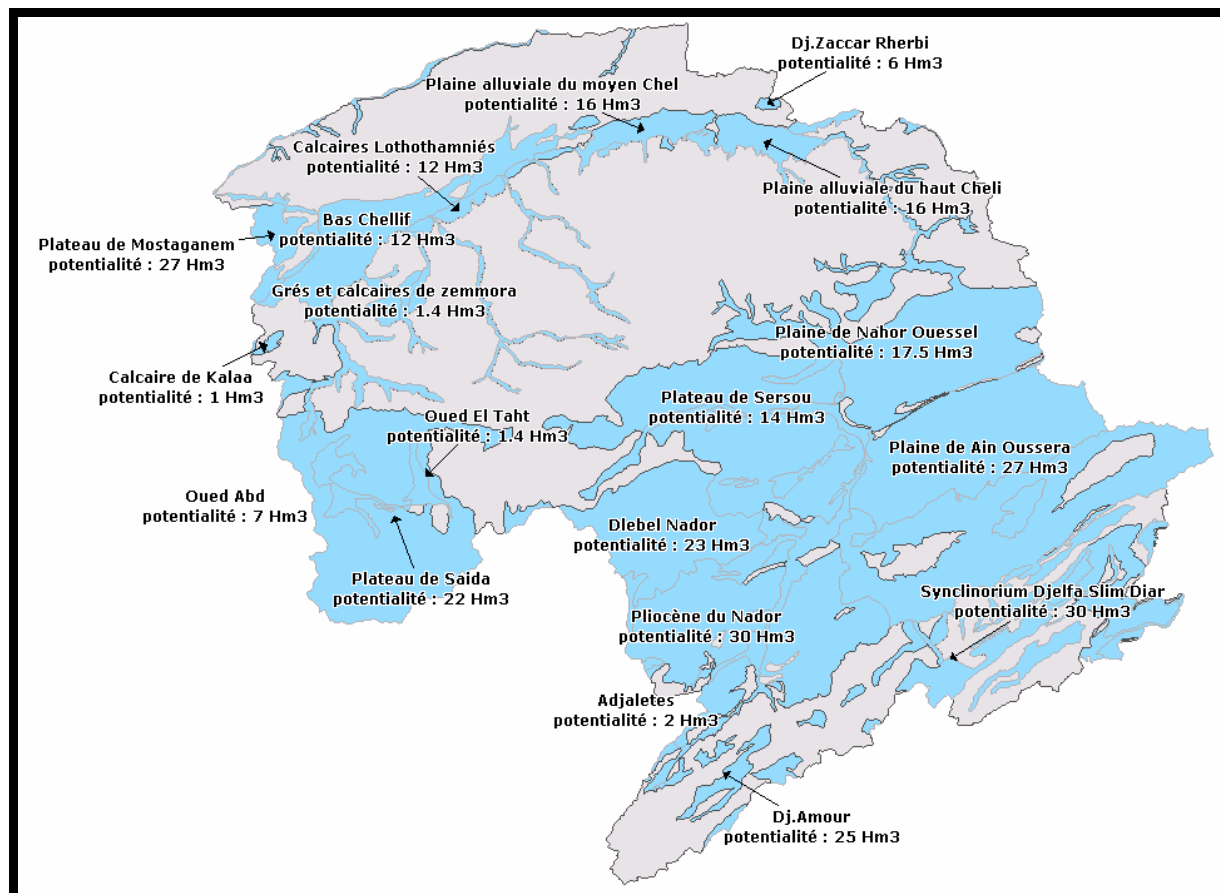 Dj.Zaccar Rherbi
potentialité : 6 Hm3
Plaine alluviale du moyen Chel
potentialité : 16 Hm3
Calcaires Lothothamniés
potentialité : 12 Hm3
Plaine alluviale du haut Cheli
potentialité : 16 Hm3
Bas Chellif
potentialité : 12 Hm3
Plateau de Mostaganem
potentialité : 27 Hm3
Grés et calcaires de zemmora
potentialité : 1.4 Hm3
Plaine de Nahor Ouessel
potentialité : 17.5 Hm3
Calcaire de Kalaa
potentialité : 1 Hm3
Plateau de Sersou
potentialité : 14 Hm3
Oued El Taht
potentialité : 1.4 Hm3
Plaine de Ain Oussera
potentialité : 27 Hm3
Oued Abd
potentialité : 7 Hm3
Dlebel Nador
potentialité : 23 Hm3
Plateau de Saida
potentialité : 22 Hm3
Synclinorium Djelfa Slim Diar
potentialité : 30 Hm3
Pliocène du Nador
potentialité : 30 Hm3
Adjaletes
potentialité : 2 Hm3
Dj.Amour
potentialité : 25 Hm3